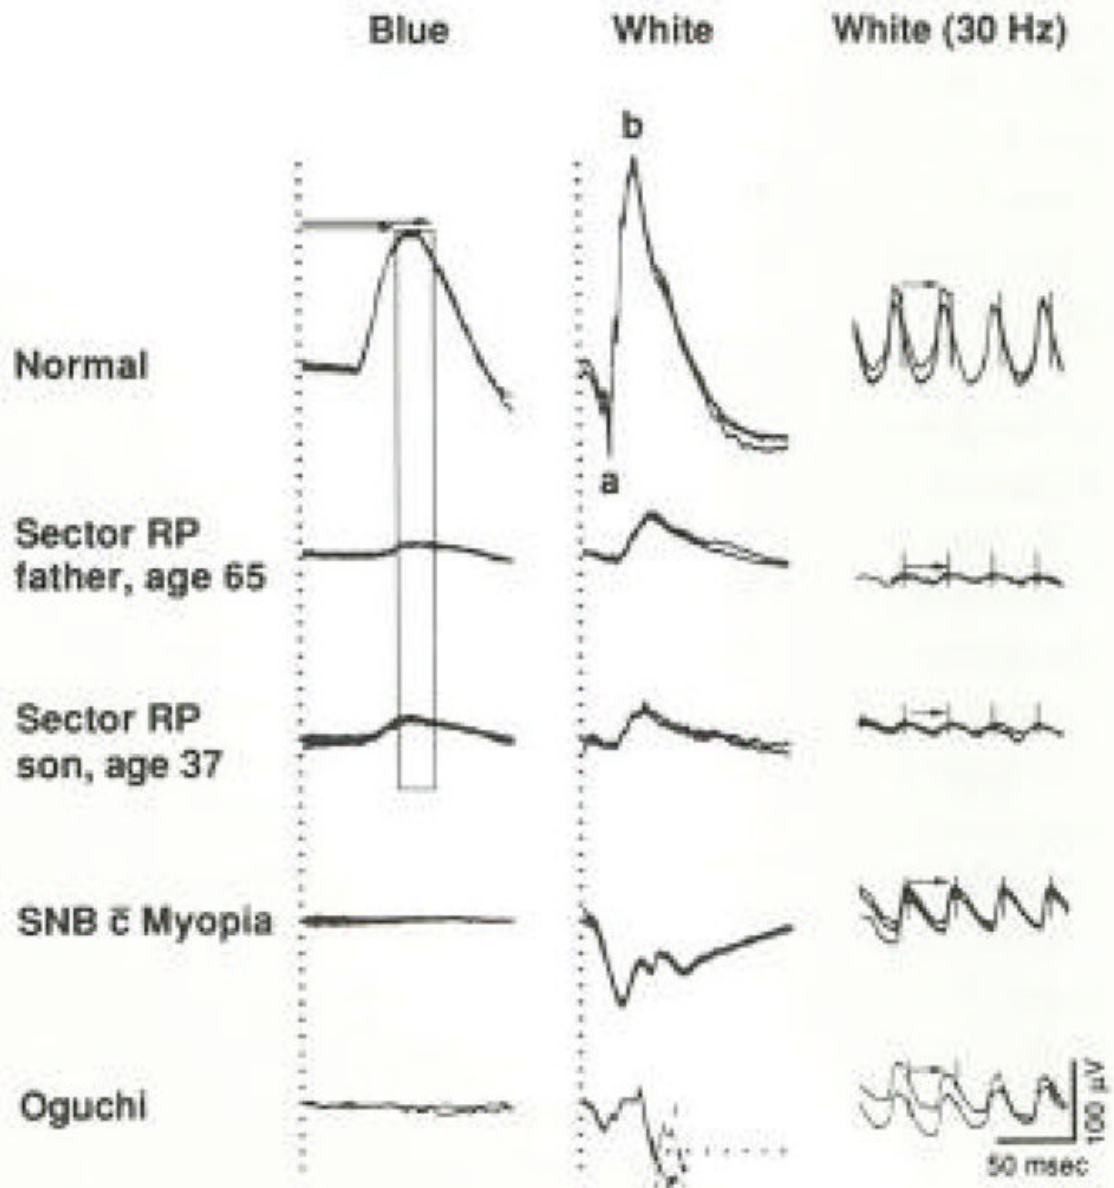 Blue White White (30 Hz)
b
Normal
a
Sector RP
father, age 65
Sector RP
son, age 37
SNB c̄ Myopia
Oguchi
100 µV
50 msec